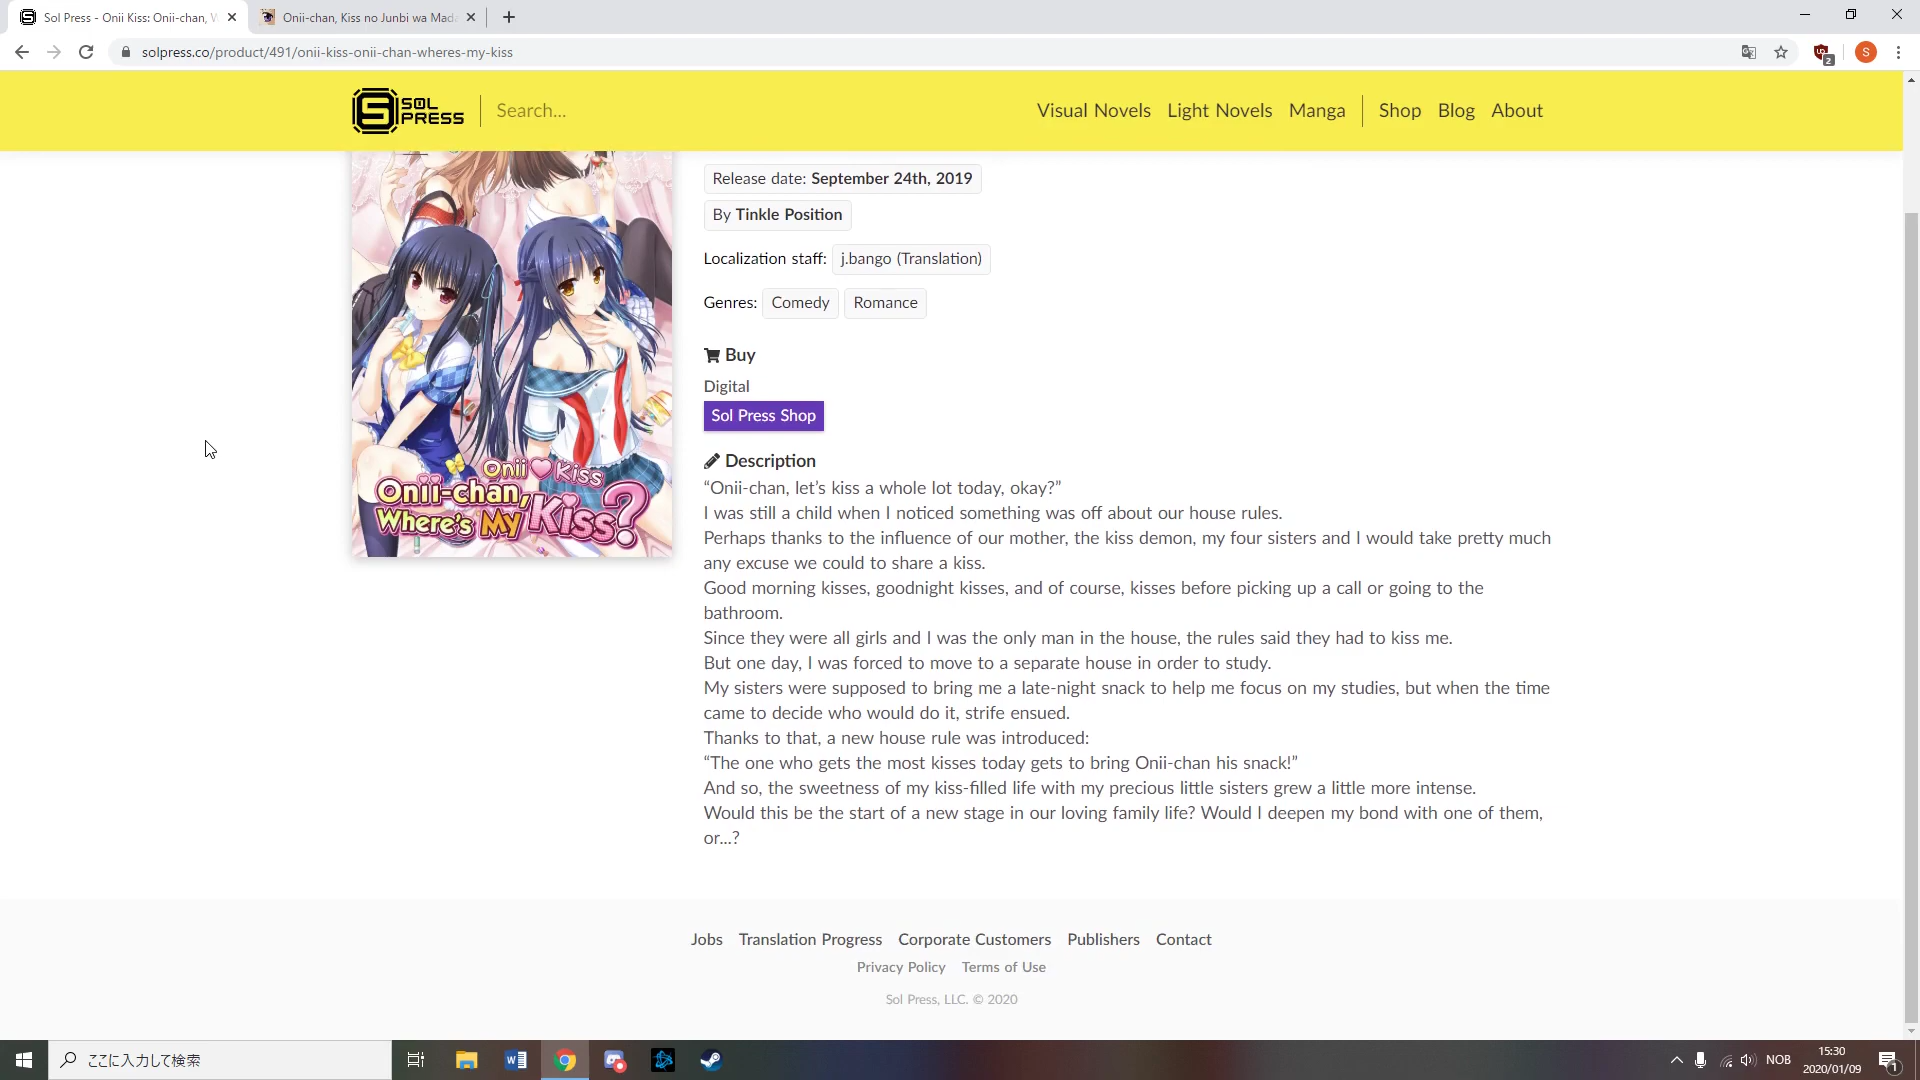 Sol Press - Onii Kiss: Onii-chan, W
Onii-chan, Kiss no Junbi wa Mada
solpress.co/product/491/onii-kiss-onii-chan-wheres-my-kiss
2
S
SOL PRESS
Search...
Visual Novels
Light Novels
Manga
Shop
Blog
About
Release date: September 24th, 2019
By Tinkle Position
Localization staff: j.bango (Translation)
Genres: Comedy Romance
Buy
Digital
Sol Press Shop
Description
“Onii-chan, let’s kiss a whole lot today, okay?”
I was still a child when I noticed something was off about our house rules.
Perhaps thanks to the influence of our mother, the kiss demon, my four sisters and I would take pretty much
any excuse we could to share a kiss.
Good morning kisses, goodnight kisses, and of course, kisses before picking up a call or going to the
bathroom.
Since they were all girls and I was the only man in the house, the rules said they had to kiss me.
But one day, I was forced to move to a separate house in order to study.
My sisters were supposed to bring me a late-night snack to help me focus on my studies, but when the time
came to decide who would do it, strife ensued.
Thanks to that, a new house rule was introduced:
“The one who gets the most kisses today gets to bring Onii-chan his snack!”
And so, the sweetness of my kiss-filled life with my precious little sisters grew a little more intense.
Would this be the start of a new stage in our loving family life? Would I deepen my bond with one of them,
or...?
Onii Kiss
Onii-chan,
Where's My Kiss?
Jobs
Translation Progress
Corporate Customers
Publishers
Contact
Privacy Policy
Terms of Use
Sol Press, LLC. © 2020
ここに入力して検索
NOB
15:30
2020/01/09
1